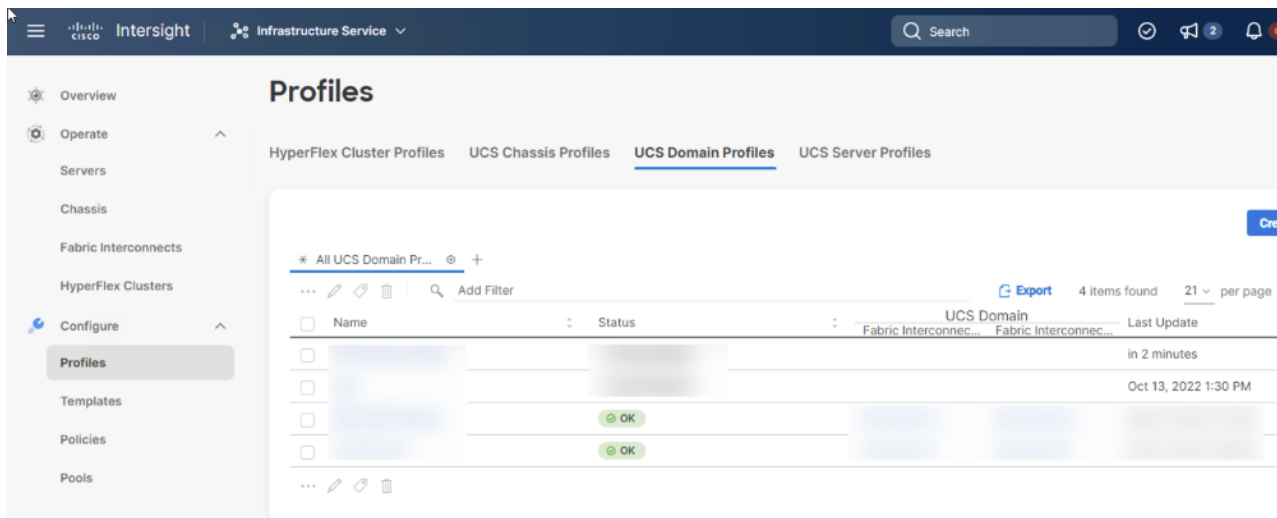 cisco Intersight Infrastructure Service Search 2
Profiles
Overview
Operate
HyperFlex Cluster Profiles UCS Chassis Profiles UCS Domain Profiles UCS Server Profiles
Servers
Chassis
Cre
Fabric Interconnects
All UCS Domain Pr...
HyperFlex Clusters
Add Filter Export 4 items found 21 per page
Configure
Name Status UCS Domain Last Update
Fabric Interconnec... Fabric Interconnec...
in 2 minutes
Profiles
Oct 13, 2022 1:30 PM
Templates
OK
Policies
OK
Pools